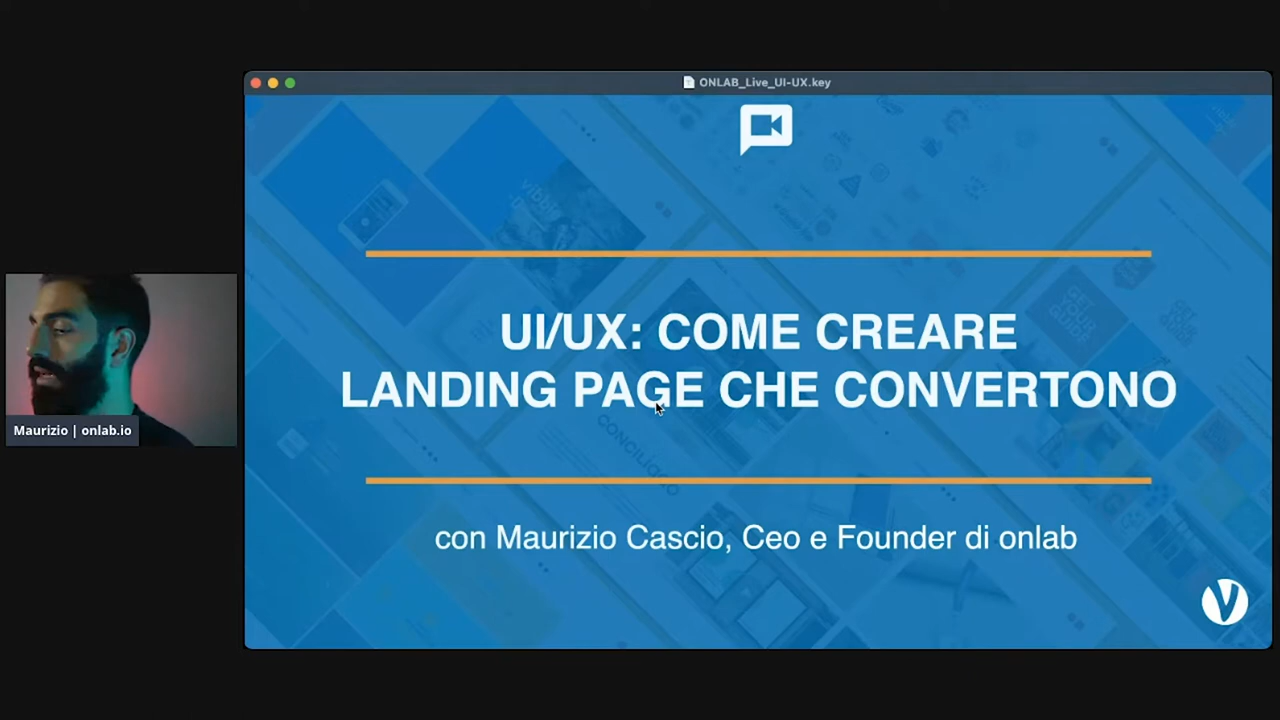 ONLAB_Live_UI-UX.key
UI/UX: COME CREARE
LANDING PAGE CHE CONVERTONO
CONCILIATO
con Maurizio Cascio, Ceo e Founder di onlab
Maurizio | onlab.io